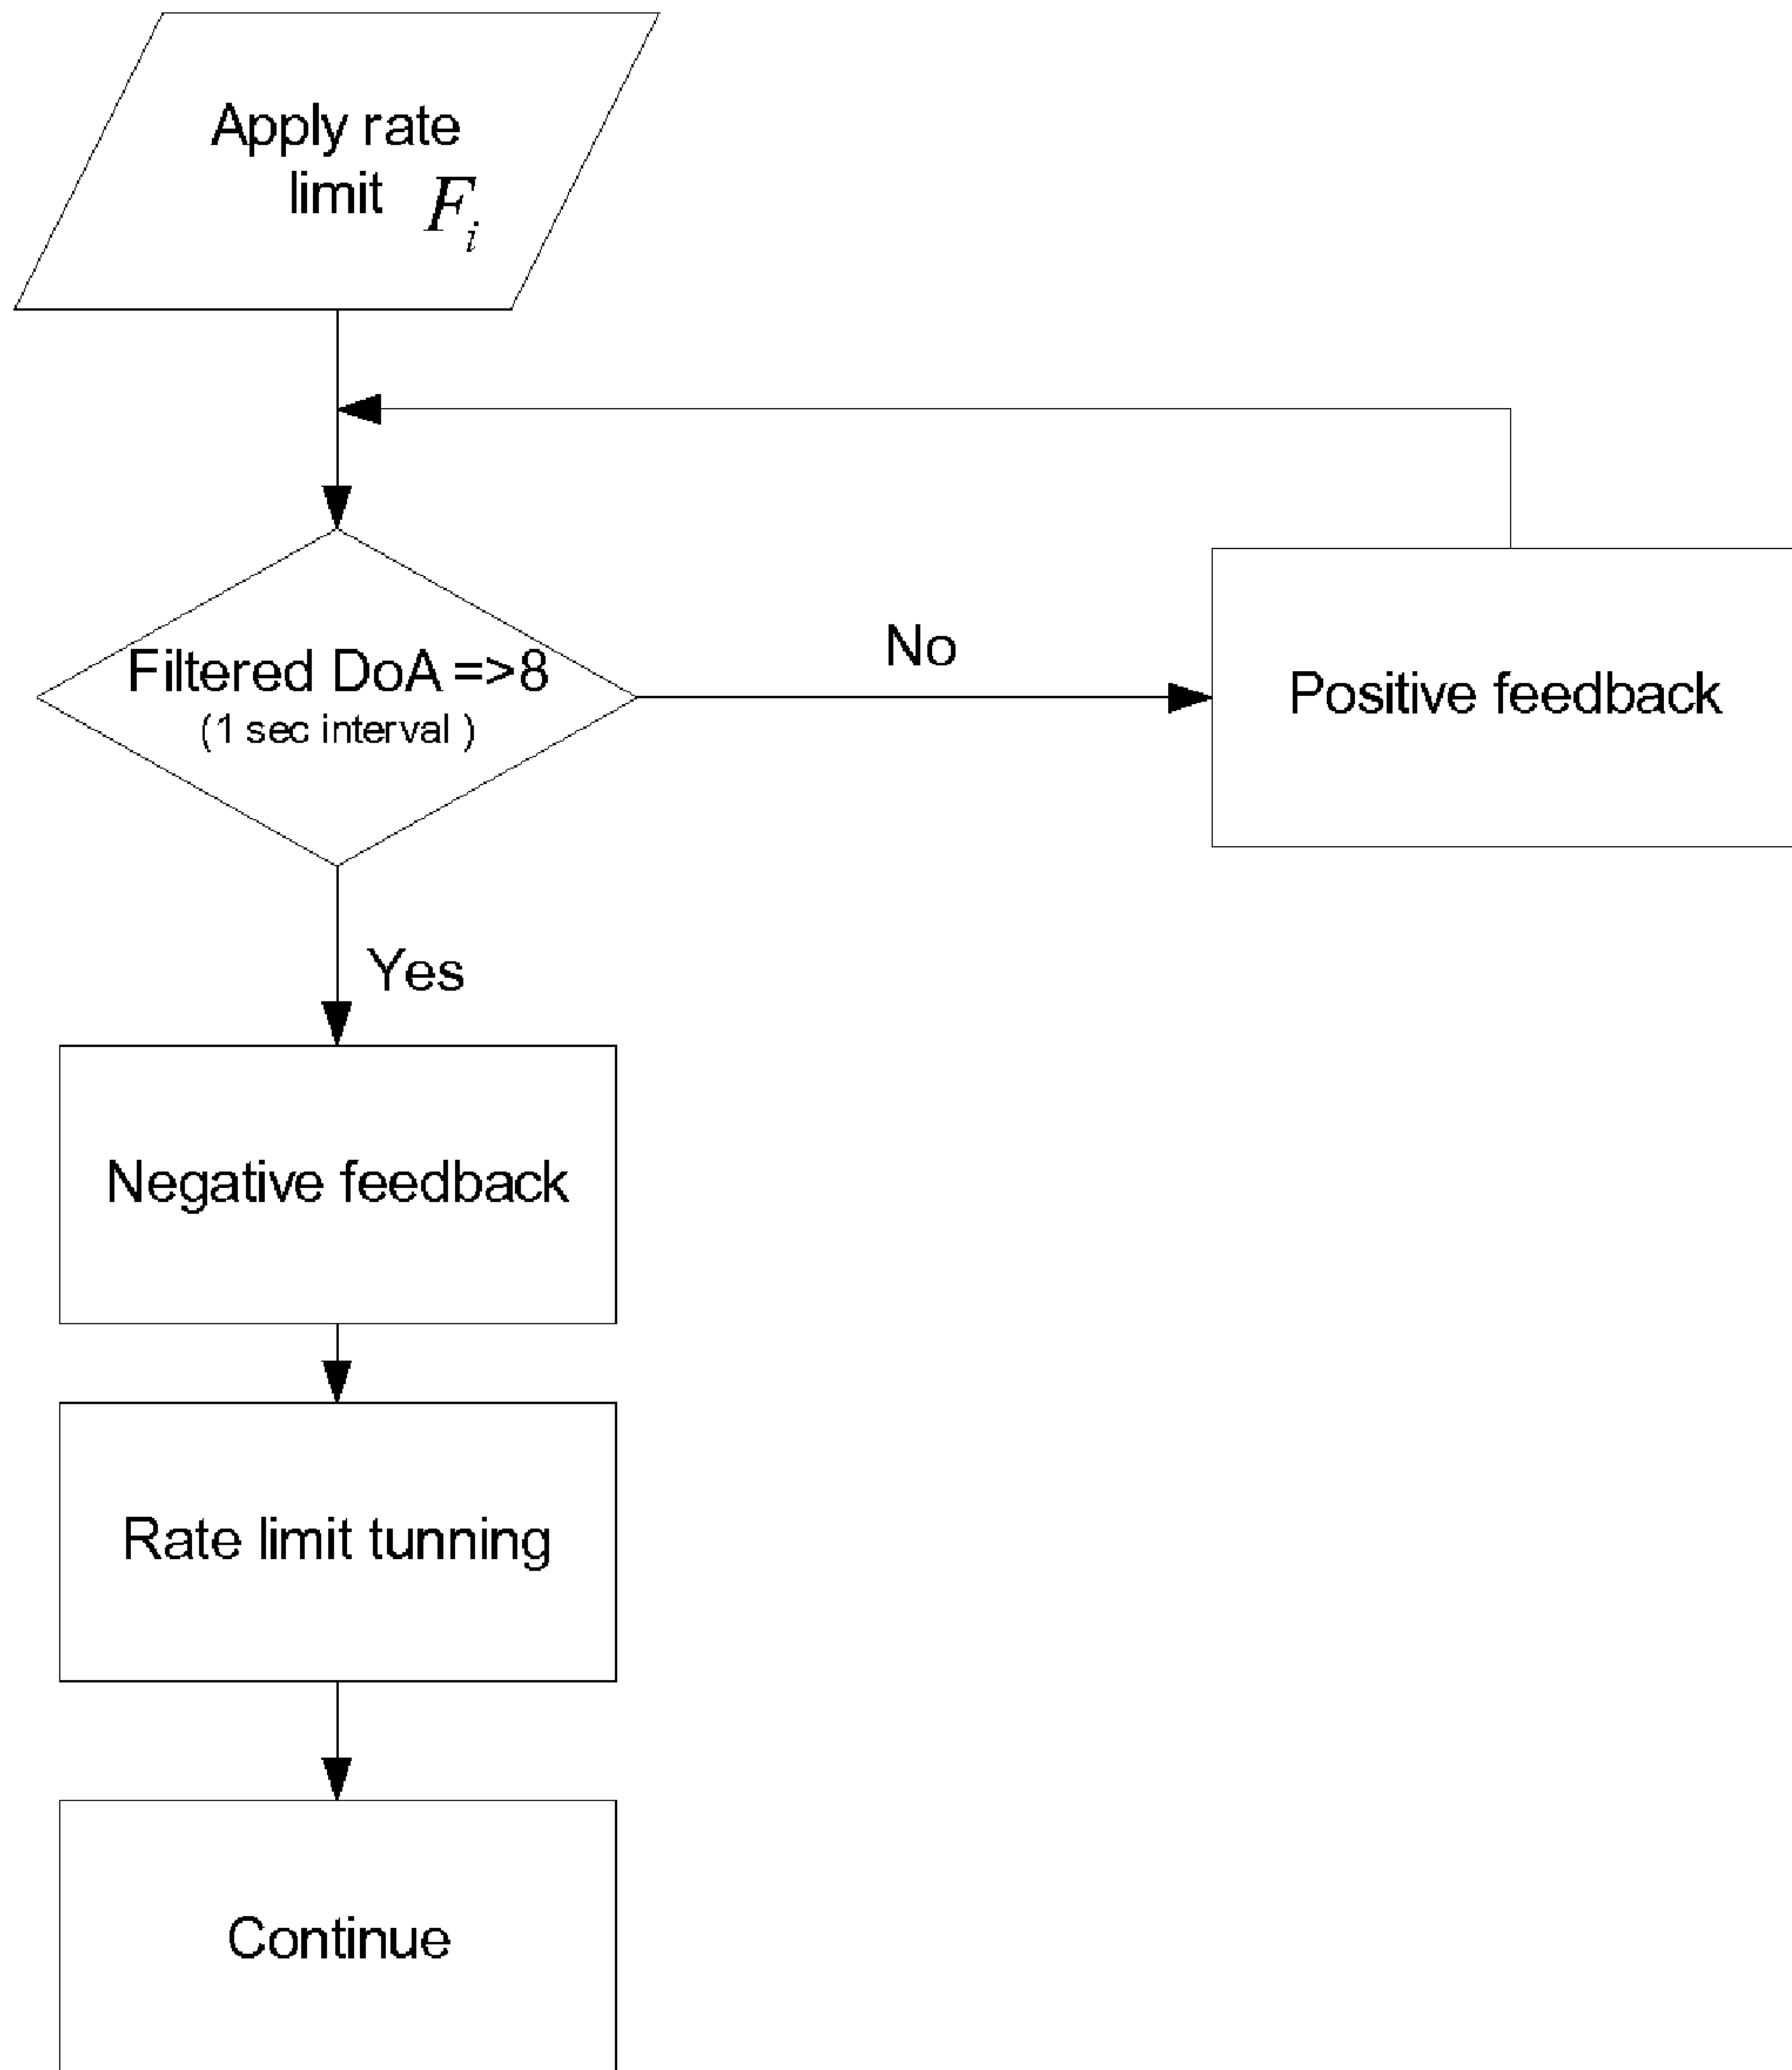 Apply rate
limit F_i
Filtered DoA =>8
(1 sec interval )
No
Positive feedback
Yes
Negative feedback
Rate limit tunning
Continue